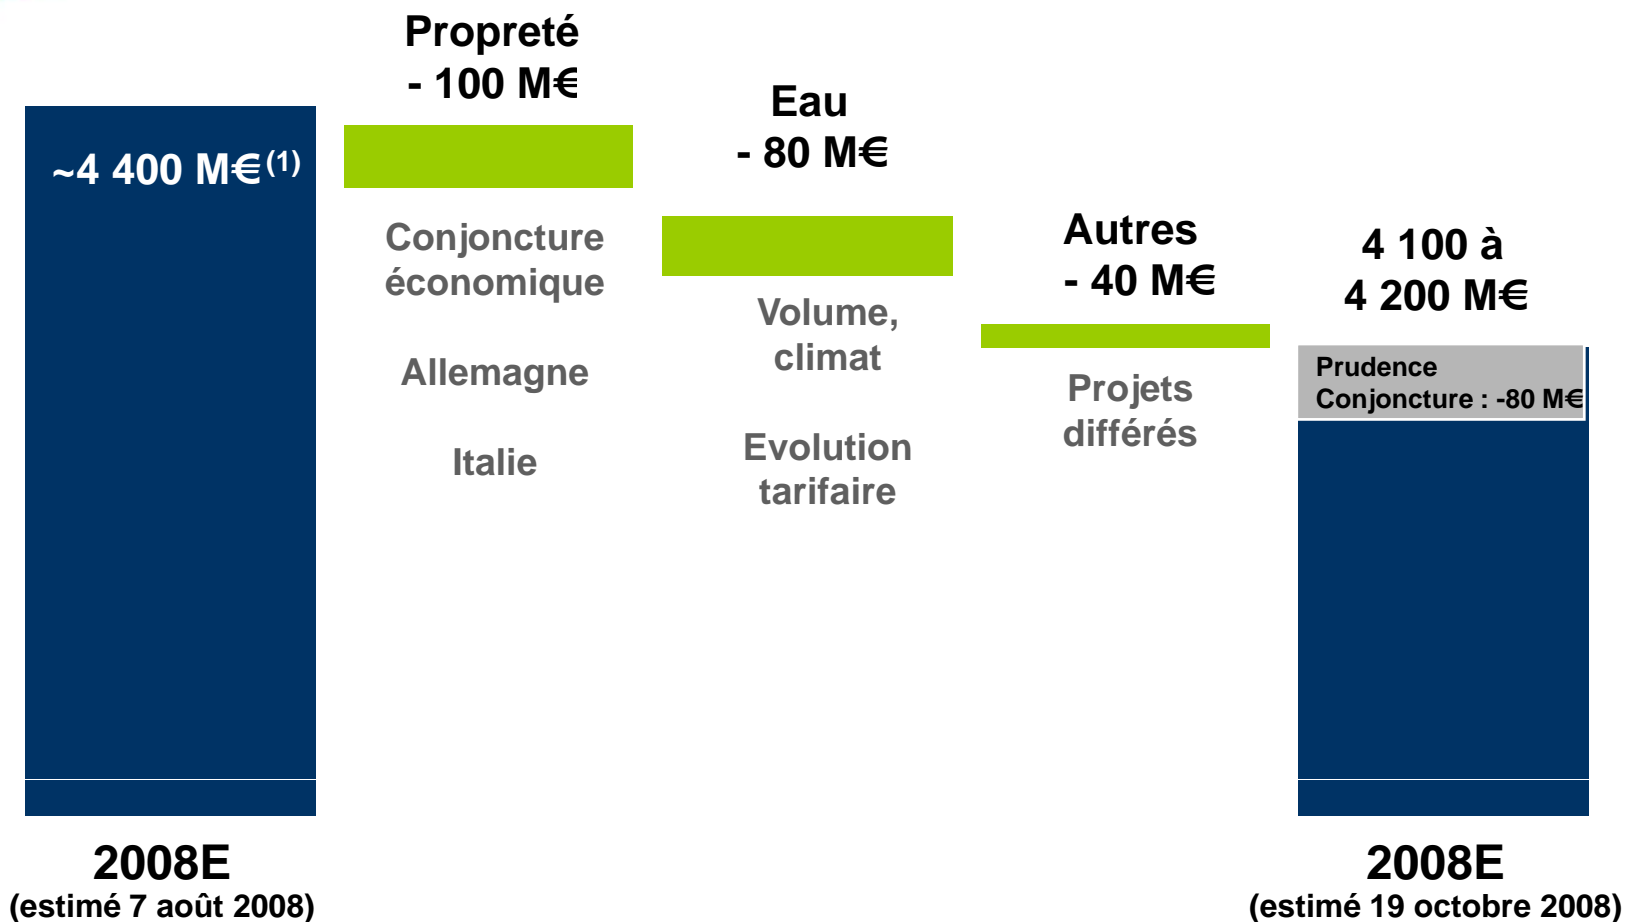 Propreté
- 100 M€
Eau
- 80 M€
~4 400 M€(1)
Autres
- 40 M€
4 100 à
4 200 M€
Conjoncture
économique
Allemagne
Italie
Volume,
climat
Evolution
tarifaire
Projets
différés
Prudence
Conjoncture : -80 M€
2008E
(estimé 7 août 2008)
2008E
(estimé 19 octobre 2008)